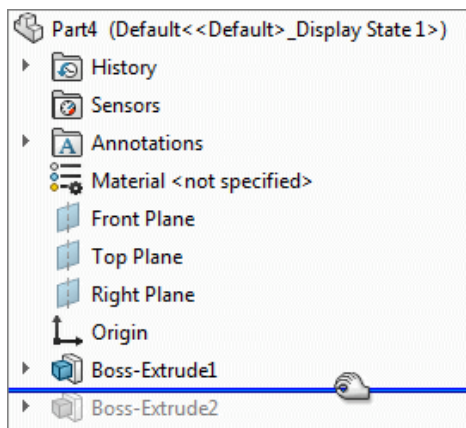 Part4 (Default<<Default>_Display State 1>)
History
Sensors
A Annotations
Material <not specified>
Front Plane
Top Plane
Right Plane
Origin
Boss-Extrude1
Boss-Extrude2